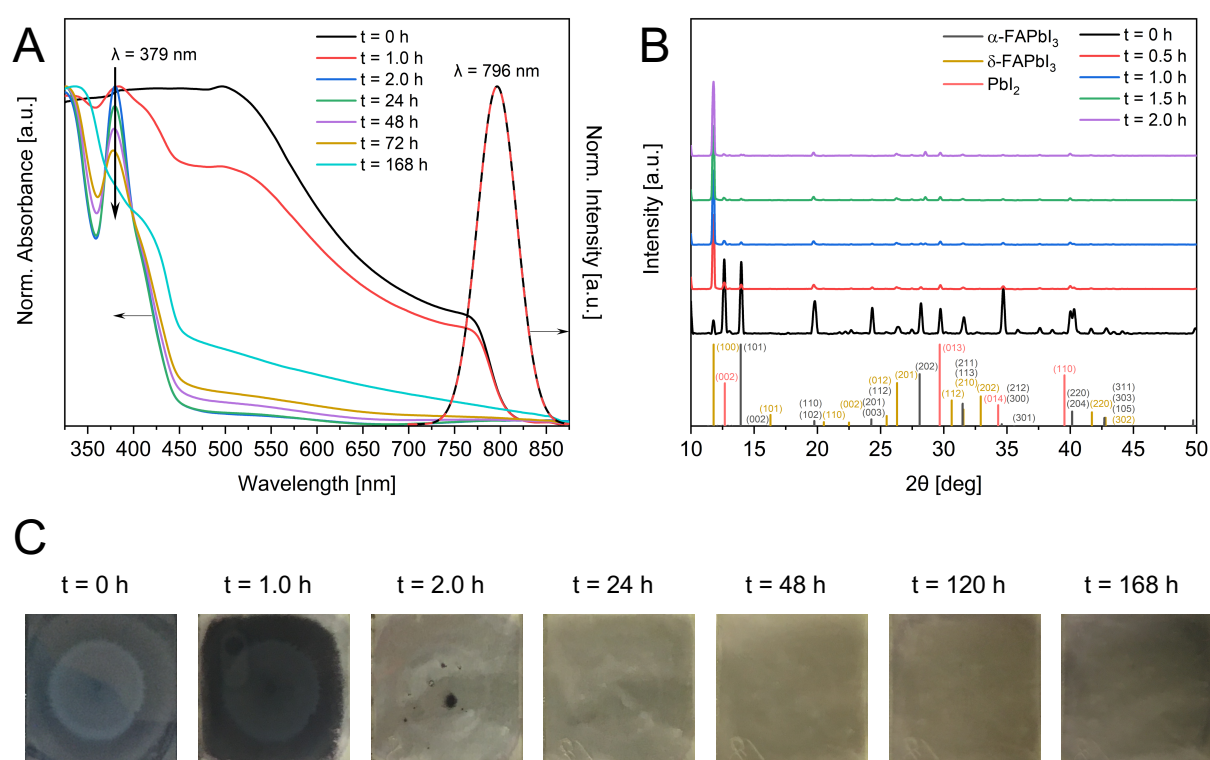 A
λ = 379 nm
λ = 796 nm
t = 0 h
t = 1.0 h
t = 2.0 h
t = 24 h
t = 48 h
t = 72 h
t = 168 h
Norm. Absorbance [a.u.]
Norm. Intensity [a.u.]
350 400 450 500 550 600 650 700 750 800 850
Wavelength [nm]
B
α-FAPbI₃
δ-FAPbI₃
PbI₂
t = 0 h
t = 0.5 h
t = 1.0 h
t = 1.5 h
t = 2.0 h
Intensity [a.u.]
(100)
(101)
(002)
(002)
(101)
(110)
(102)
(110)
(002)
(012)
(112)
(201)
(003)
(201)
(202)
(013)
(112)
(211)
(113)
(210)
(202)
(014)
(212)
(300)
(301)
(110)
(220)
(204)
(220)
(311)
(303)
(105)
(302)
10 15 20 25 30 35 40 45 50
2θ [deg]
C
t = 0 h
t = 1.0 h
t = 2.0 h
t = 24 h
t = 48 h
t = 120 h
t = 168 h